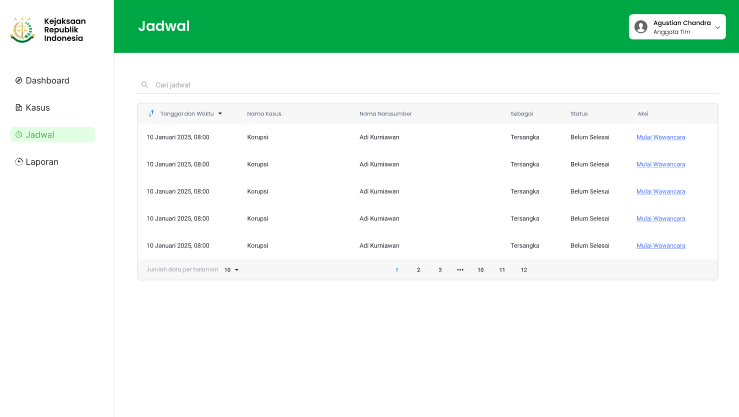 Kejaksaan
Republik
Indonesia
Jadwal
Agustian Chandra
Anggota Tim
Dashboard
Kasus
Jadwal
Laporan
Cari jadwal
Tanggal dan Waktu Nama Kasus Nama Narasumber Sebagai Status Aksi
10 Januari 2025, 08:00 Korupsi Adi Kurniawan Tersangka Belum Selesai Mulai Wawancara
10 Januari 2025, 08:00 Korupsi Adi Kurniawan Tersangka Belum Selesai Mulai Wawancara
10 Januari 2025, 08:00 Korupsi Adi Kurniawan Tersangka Belum Selesai Mulai Wawancara
10 Januari 2025, 08:00 Korupsi Adi Kurniawan Tersangka Belum Selesai Mulai Wawancara
10 Januari 2025, 08:00 Korupsi Adi Kurniawan Tersangka Belum Selesai Mulai Wawancara
Jumlah data per halaman 10 1 2 3 ••• 10 11 12